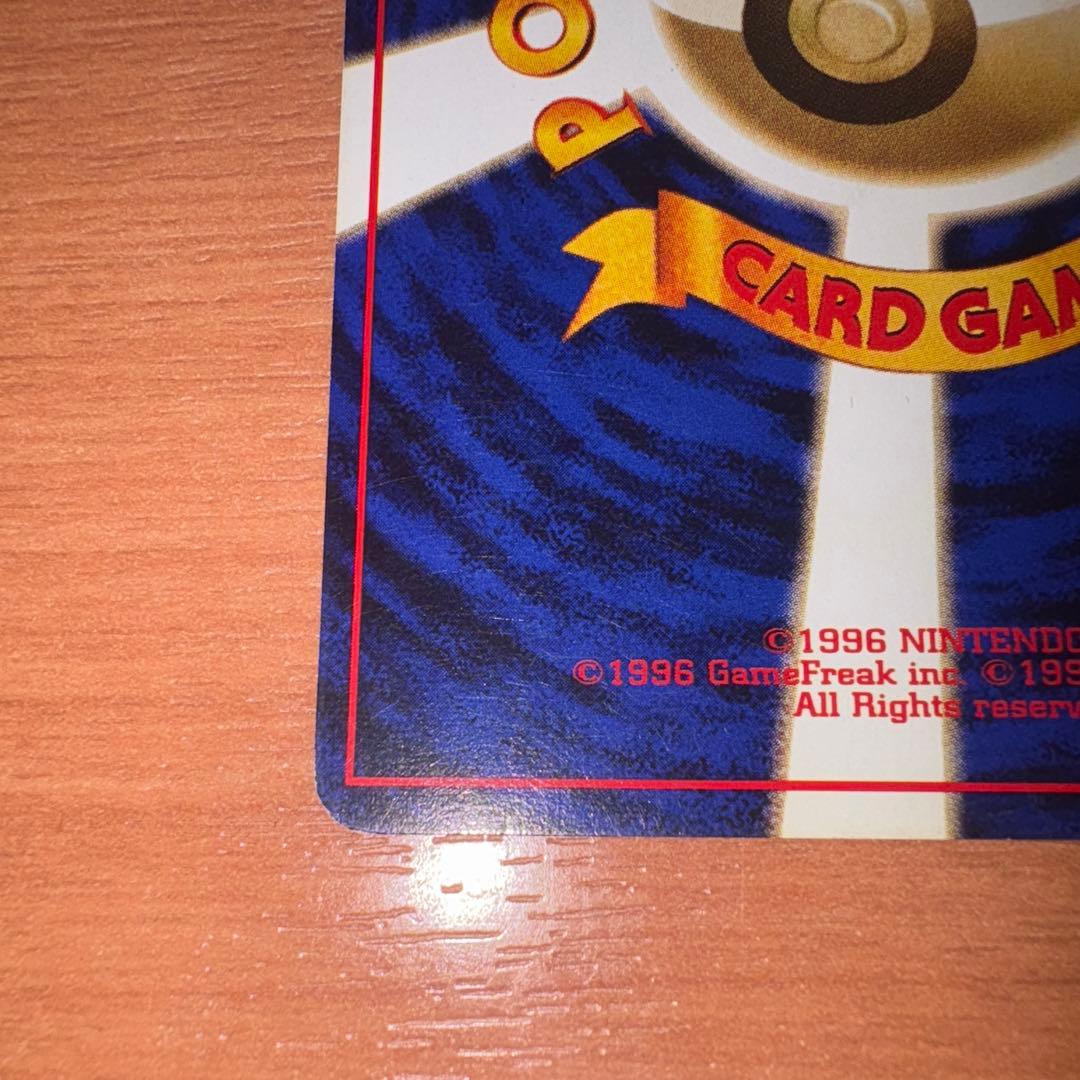 PO
CARD GAM
©1996 NINTENDO
©1996 GameFreak inc. ©199
All Rights reserv